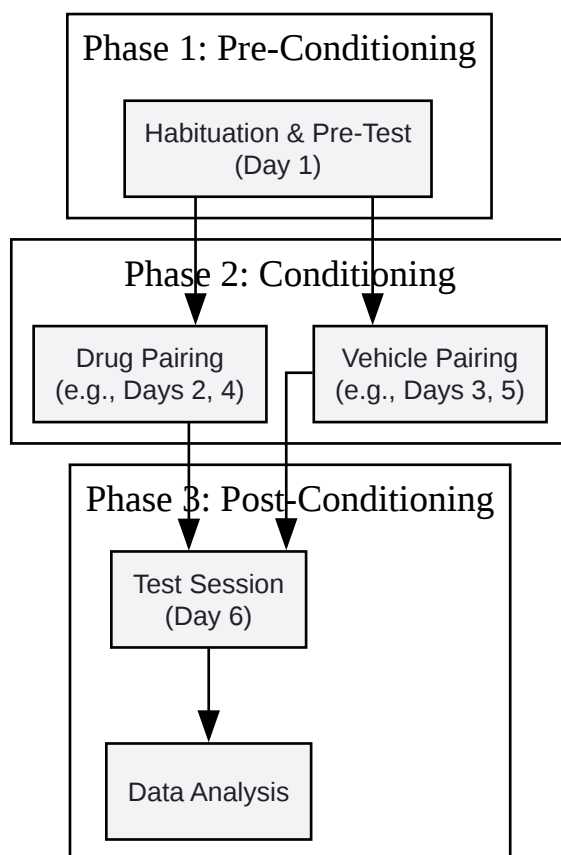 Phase 1: Pre-Conditioning
Habituation & Pre-Test
(Day 1)
Phase 2: Conditioning
Drug Pairing
(e.g., Days 2, 4)
Vehicle Pairing
(e.g., Days 3, 5)
Phase 3: Post-Conditioning
Test Session
(Day 6)
Data Analysis